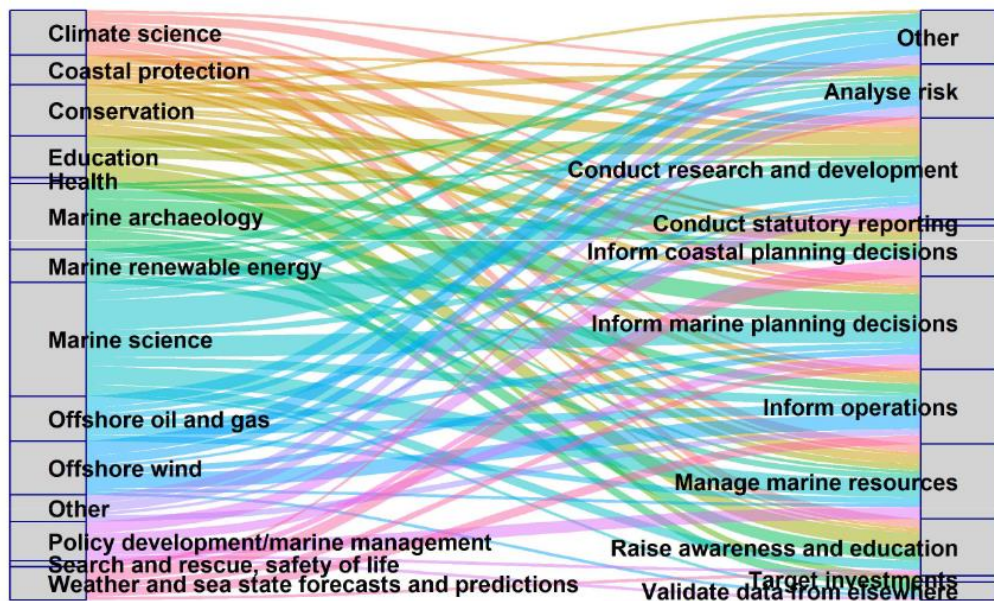 Climate science
Coastal protection
Conservation
Education
Health
Marine archaeology
Marine renewable energy
Marine science
Offshore oil and gas
Offshore wind
Other
Policy development/marine management
Search and rescue, safety of life
Weather and sea state forecasts and predictions
Other
Analyse risk
Conduct research and development
Conduct statutory reporting
Inform coastal planning decisions
Inform marine planning decisions
Inform operations
Manage marine resources
Raise awareness and education
Target investments
Validate data from elsewhere